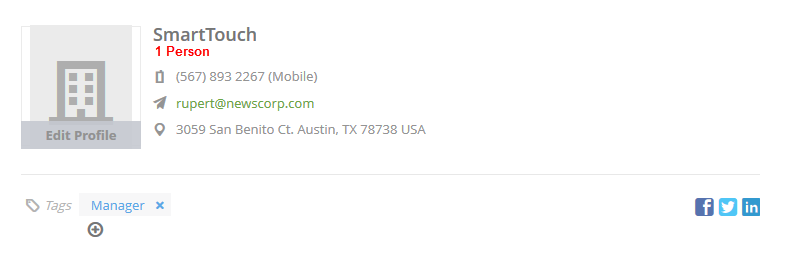 SmartTouch
1 Person
(567) 893 2267 (Mobile)
rupert@newscorp.com
3059 San Benito Ct. Austin, TX 78738 USA
Edit Profile
Tags Manager ×
f in